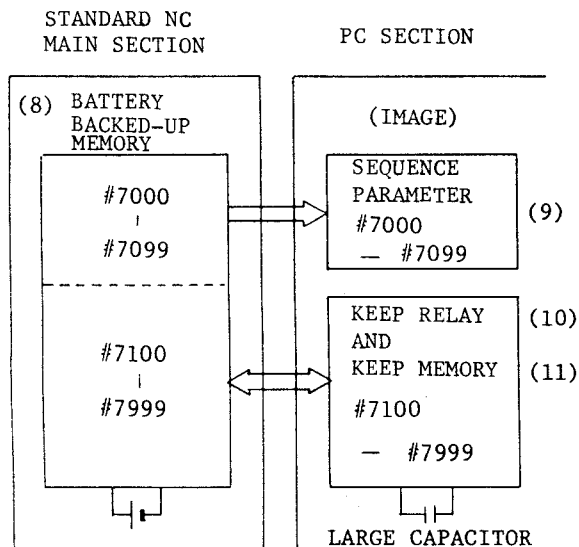 STANDARD NC
MAIN SECTION
PC SECTION
(8) BATTERY
BACKED-UP
MEMORY
#7000
|
#7099
#7100
|
#7999
(IMAGE)
SEQUENCE
PARAMETER
#7000
— #7099
(9)
KEEP RELAY (10)
AND
KEEP MEMORY (11)
#7100
— #7999
LARGE CAPACITOR